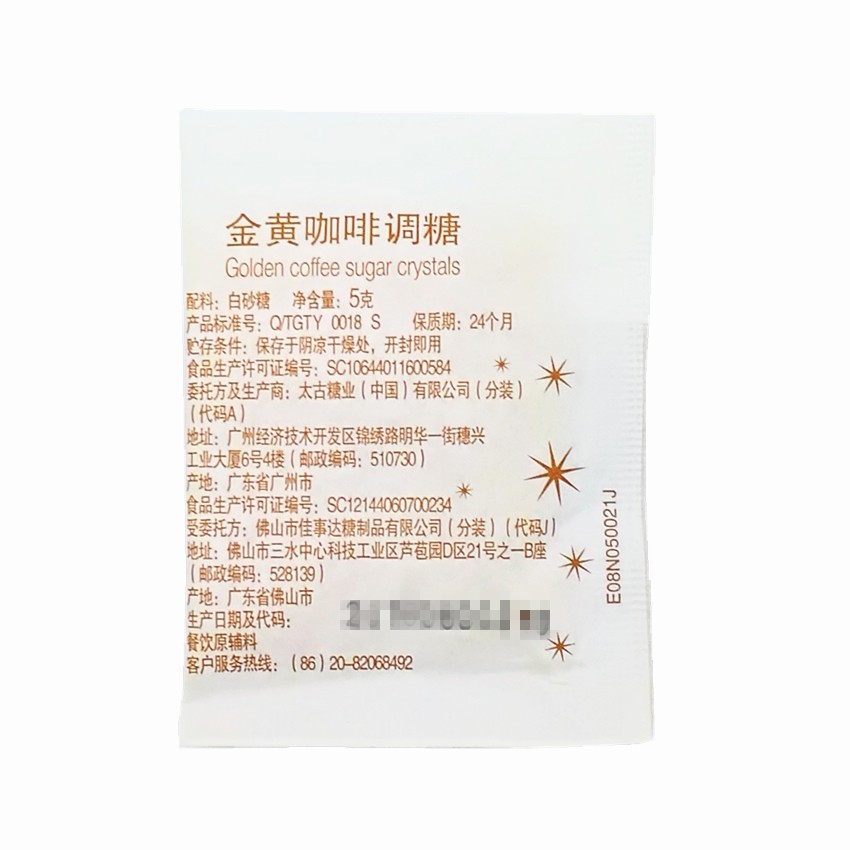 金黄咖啡调糖
Golden coffee sugar crystals
配料：白砂糖　净含量：5克
产品标准号：Q/TGTY 0018 S　保质期：24个月
贮存条件：保存于阴凉干燥处，开封即用
食品生产许可证编号：SC10644011600584
委托方及生产商：太古糖业（中国）有限公司（分装）
（代码A）
地址：广州经济技术开发区锦绣路明华一街穗兴
工业大厦6号4楼（邮政编码：510730）
产地：广东省广州市
食品生产许可证编号：SC12144060700234
受委托方：佛山市佳事达糖制品有限公司（分装）（代码J）
地址：佛山市三水中心科技工业区芦苞园D区21号之一B座
（邮政编码：528139）
产地：广东省佛山市
生产日期及代码：
餐饮原辅料
客户服务热线：（86）20-82068492
E08N050021J